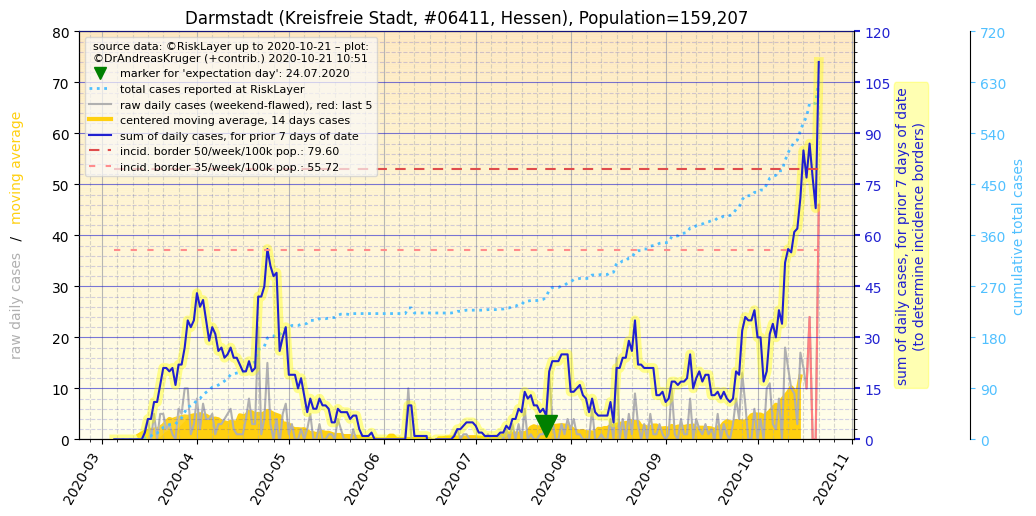 Darmstadt (Kreisfreie Stadt, #06411, Hessen), Population=159,207
source data: ©RiskLayer up to 2020-10-21 – plot:
©DrAndreasKruger (+contrib.) 2020-10-21 10:51
marker for 'expectation day': 24.07.2020
total cases reported at RiskLayer
raw daily cases (weekend-flawed), red: last 5
centered moving average, 14 days cases
sum of daily cases, for prior 7 days of date
incid. border 50/week/100k pop.: 79.60
incid. border 35/week/100k pop.: 55.72
raw daily cases / moving average
80
70
60
50
40
30
20
10
0
120
105
90
75
60
45
30
15
0
sum of daily cases, for prior 7 days of date
(to determine incidence borders)
720
630
540
450
360
270
180
90
0
cumulative total cases
2020-03
2020-04
2020-05
2020-06
2020-07
2020-08
2020-09
2020-10
2020-11